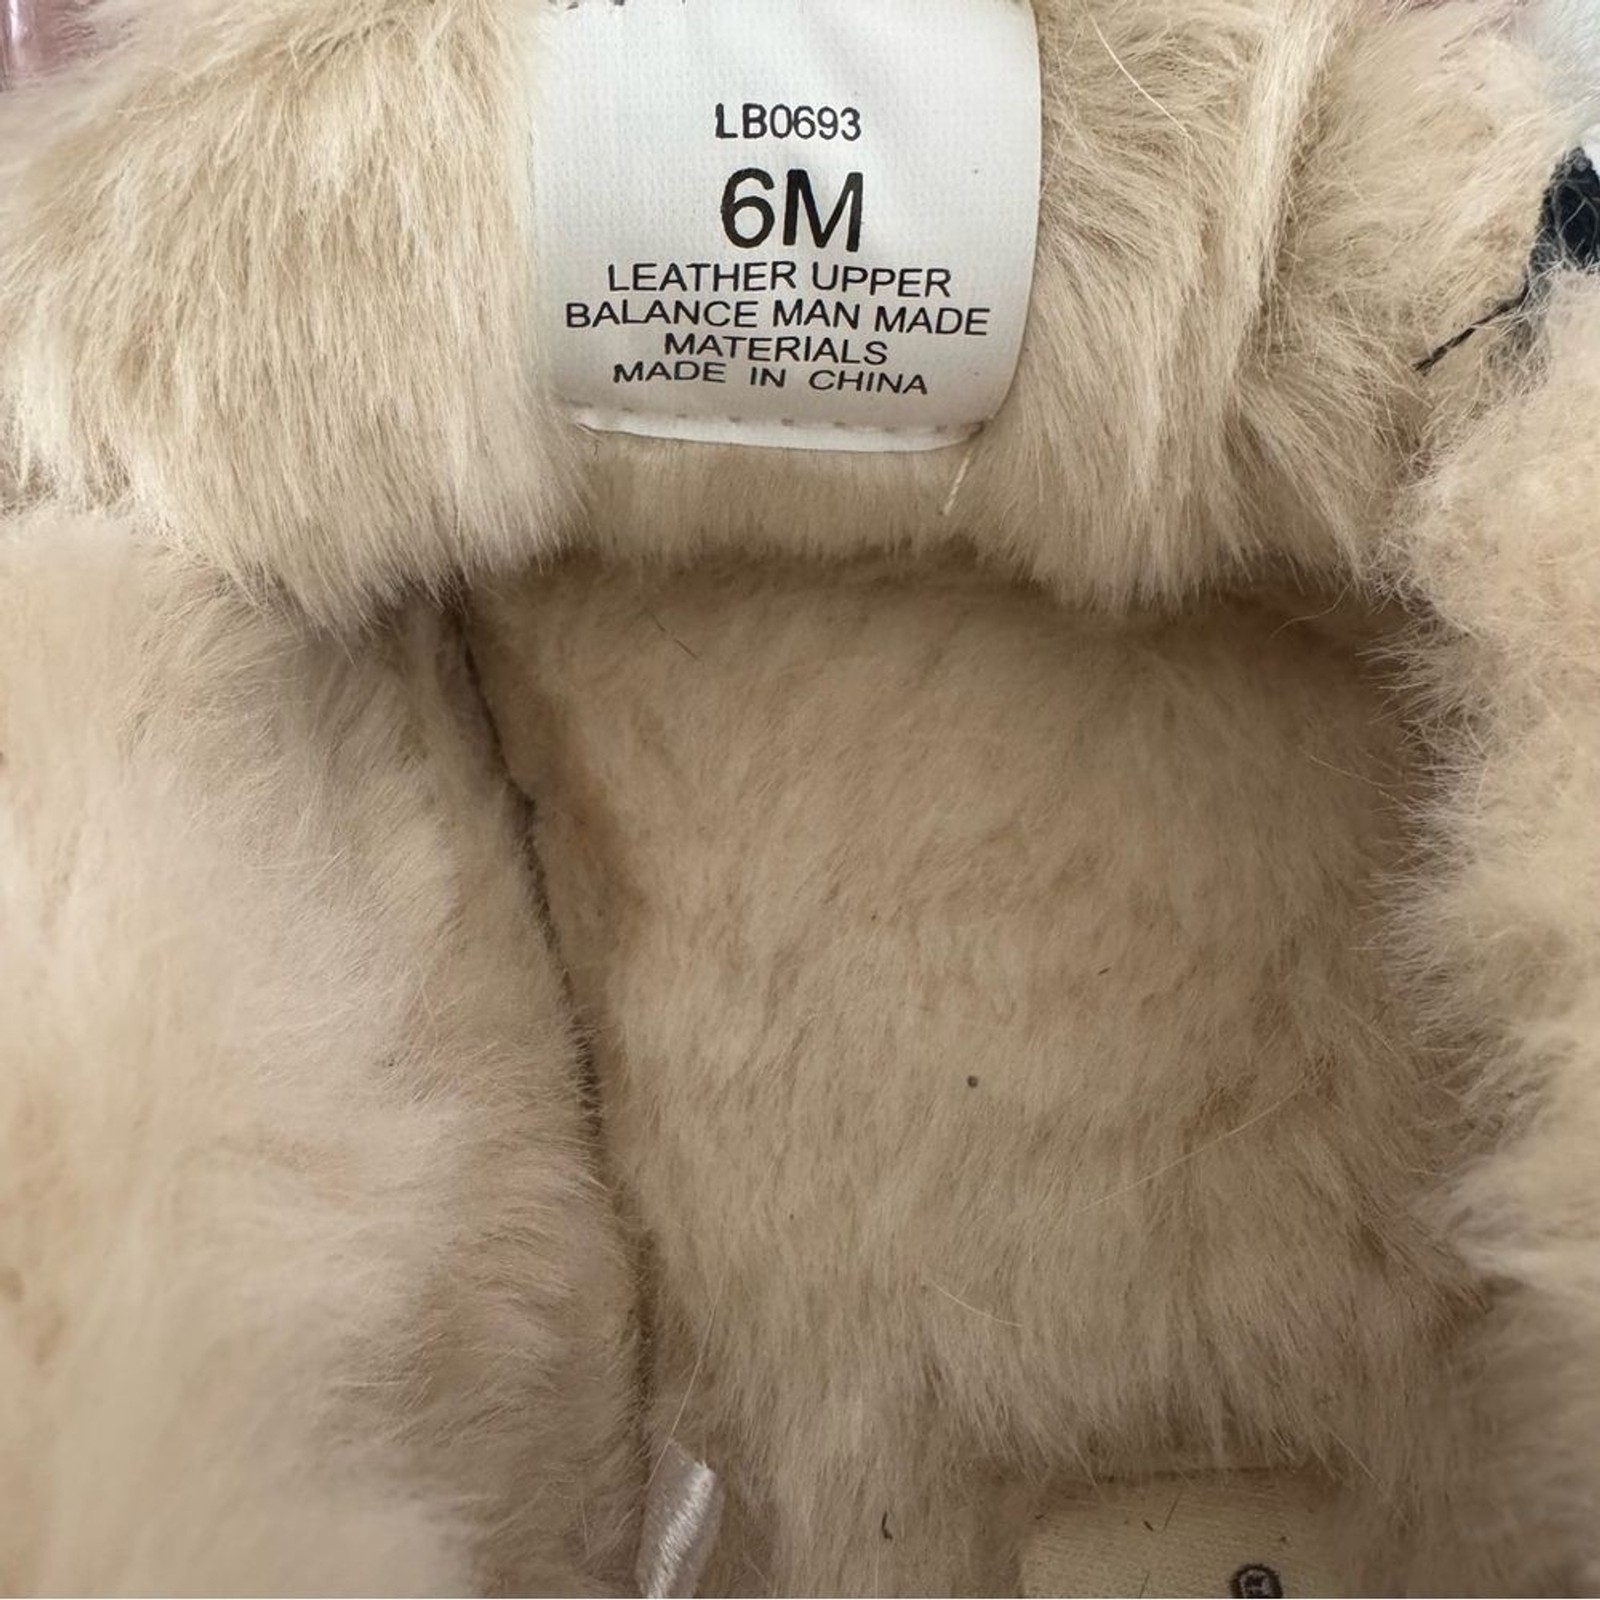 LB0693
6M
LEATHER UPPER
BALANCE MAN MADE
MATERIALS
MADE IN CHINA